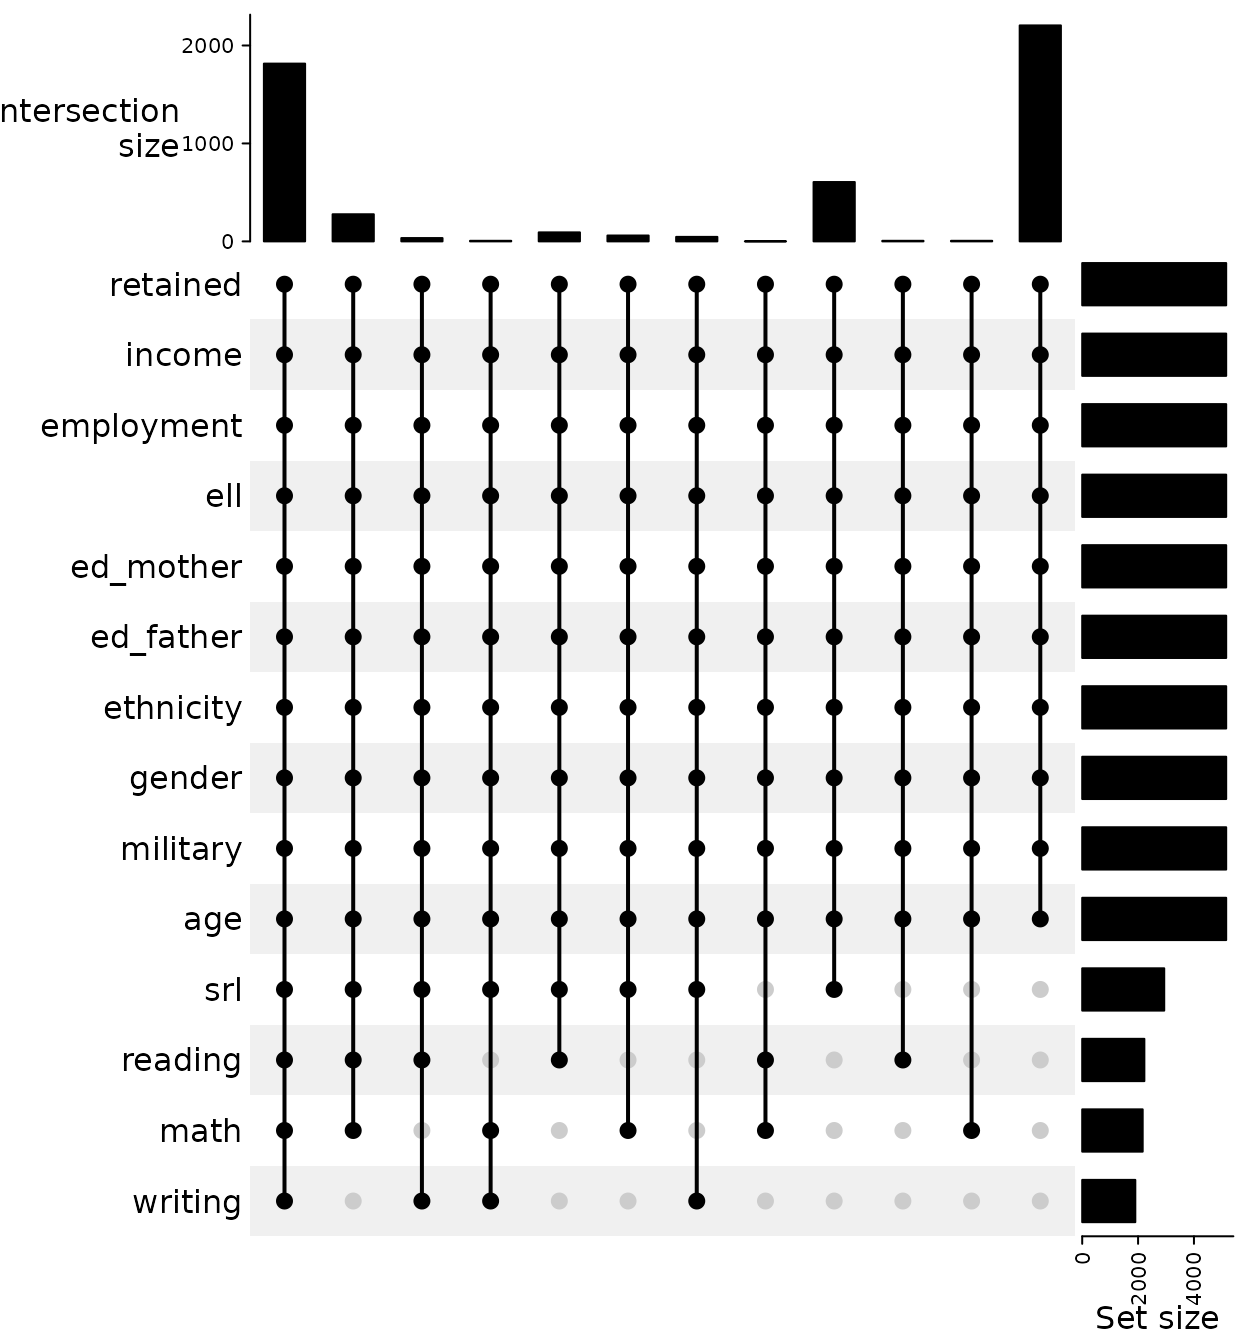 2000
ntersection
size
1000
0
retained
income
employment
ell
ed_mother
ed_father
ethnicity
gender
military
age
srl
reading
math
writing
0
2000
4000
Set size